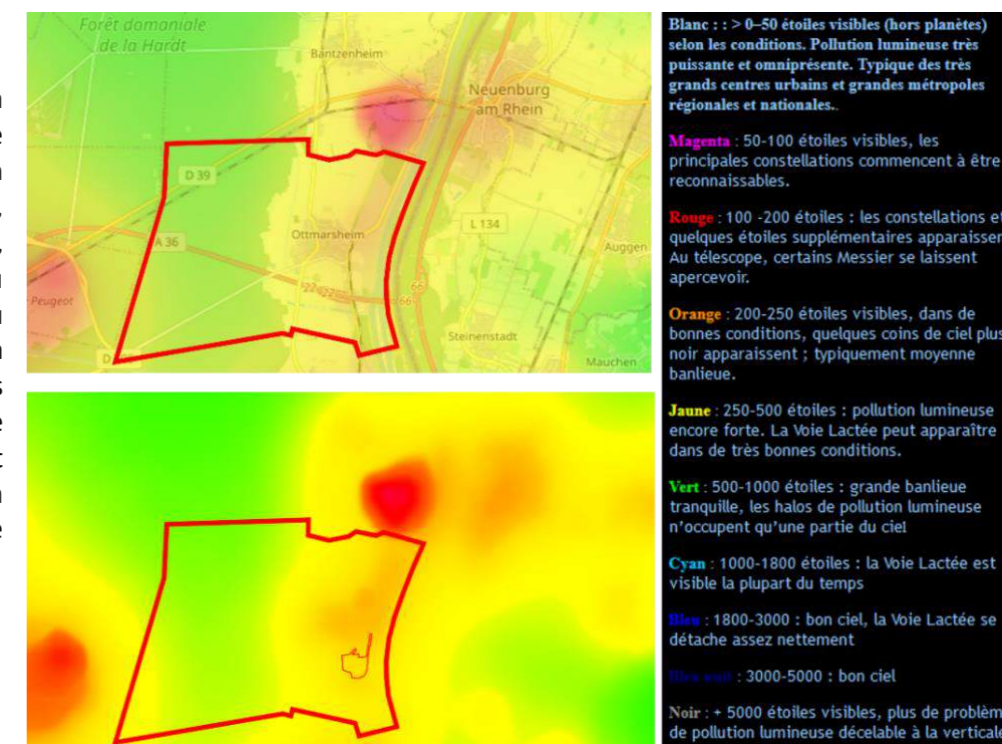 Forêt domaniale
de la Hardt
Bantzenheim
Neuenburg
am Rhein
D 39
L 134
A 36
Ottmarsheim
Auggen
Peugeot
66
Steinenstadt
Mauchen
Blanc : : > 0–50 étoiles visibles (hors planètes)
selon les conditions. Pollution lumineuse très
puissante et omniprésente. Typique des très
grands centres urbains et grandes métropoles
régionales et nationales..
Magenta : 50-100 étoiles visibles, les
principales constellations commencent à être
reconnaissables.
Rouge : 100 -200 étoiles : les constellations et
quelques étoiles supplémentaires apparaissen
Au télescope, certains Messier se laissent
apercevoir.
Orange : 200-250 étoiles visibles, dans de
bonnes conditions, quelques coins de ciel plus
noir apparaissent ; typiquement moyenne
banlieue.
Jaune : 250-500 étoiles : pollution lumineuse
encore forte. La Voie Lactée peut apparaître
dans de très bonnes conditions.
Vert : 500-1000 étoiles : grande banlieue
tranquille, les halos de pollution lumineuse
n'occupent qu'une partie du ciel
Cyan : 1000-1800 étoiles : la Voie Lactée est
visible la plupart du temps
Bleu : 1800-3000 : bon ciel, la Voie Lactée se
détache assez nettement
Bleu nuit : 3000-5000 : bon ciel
Noir : + 5000 étoiles visibles, plus de problèm
de pollution lumineuse décelable à la verticale